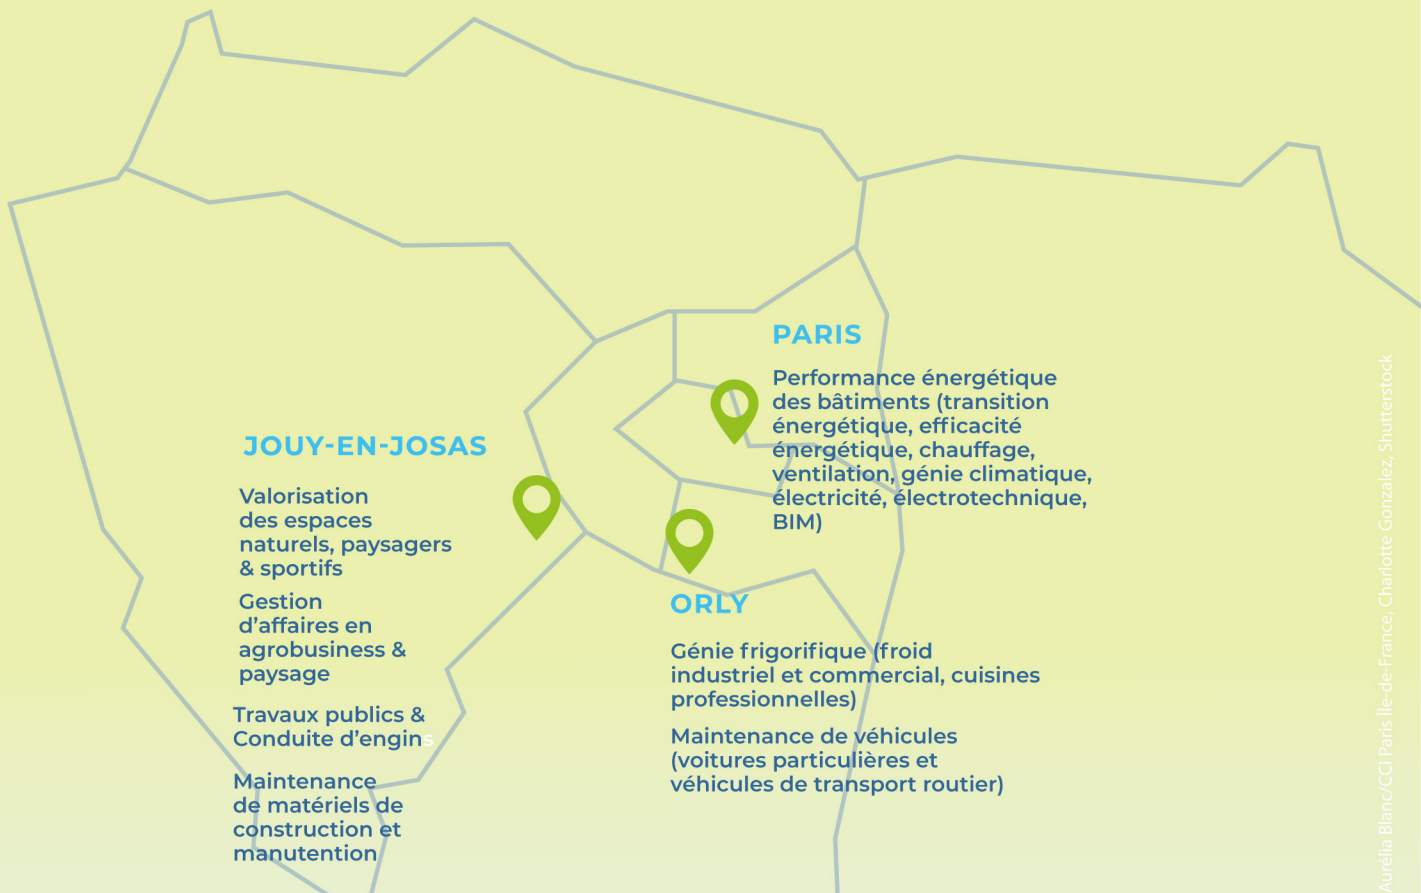 PARIS
Performance énergétique
des bâtiments (transition
énergétique, efficacité
énergétique, chauffage,
ventilation, génie climatique,
électricité, électrotechnique,
BIM)
JOUY-EN-JOSAS
Valorisation
des espaces
naturels, paysagers
& sportifs
Gestion
d’affaires en
agrobusiness &
paysage
Travaux publics &
Conduite d’engins
Maintenance
de matériels de
construction et
manutention
ORLY
Génie frigorifique (froid
industriel et commercial, cuisines
professionnelles)
Maintenance de véhicules
(voitures particulières et
véhicules de transport routier)
Aurélia Blanc/CCI Paris Île-de-France, Charlotte Gonzalez, Shutterstock